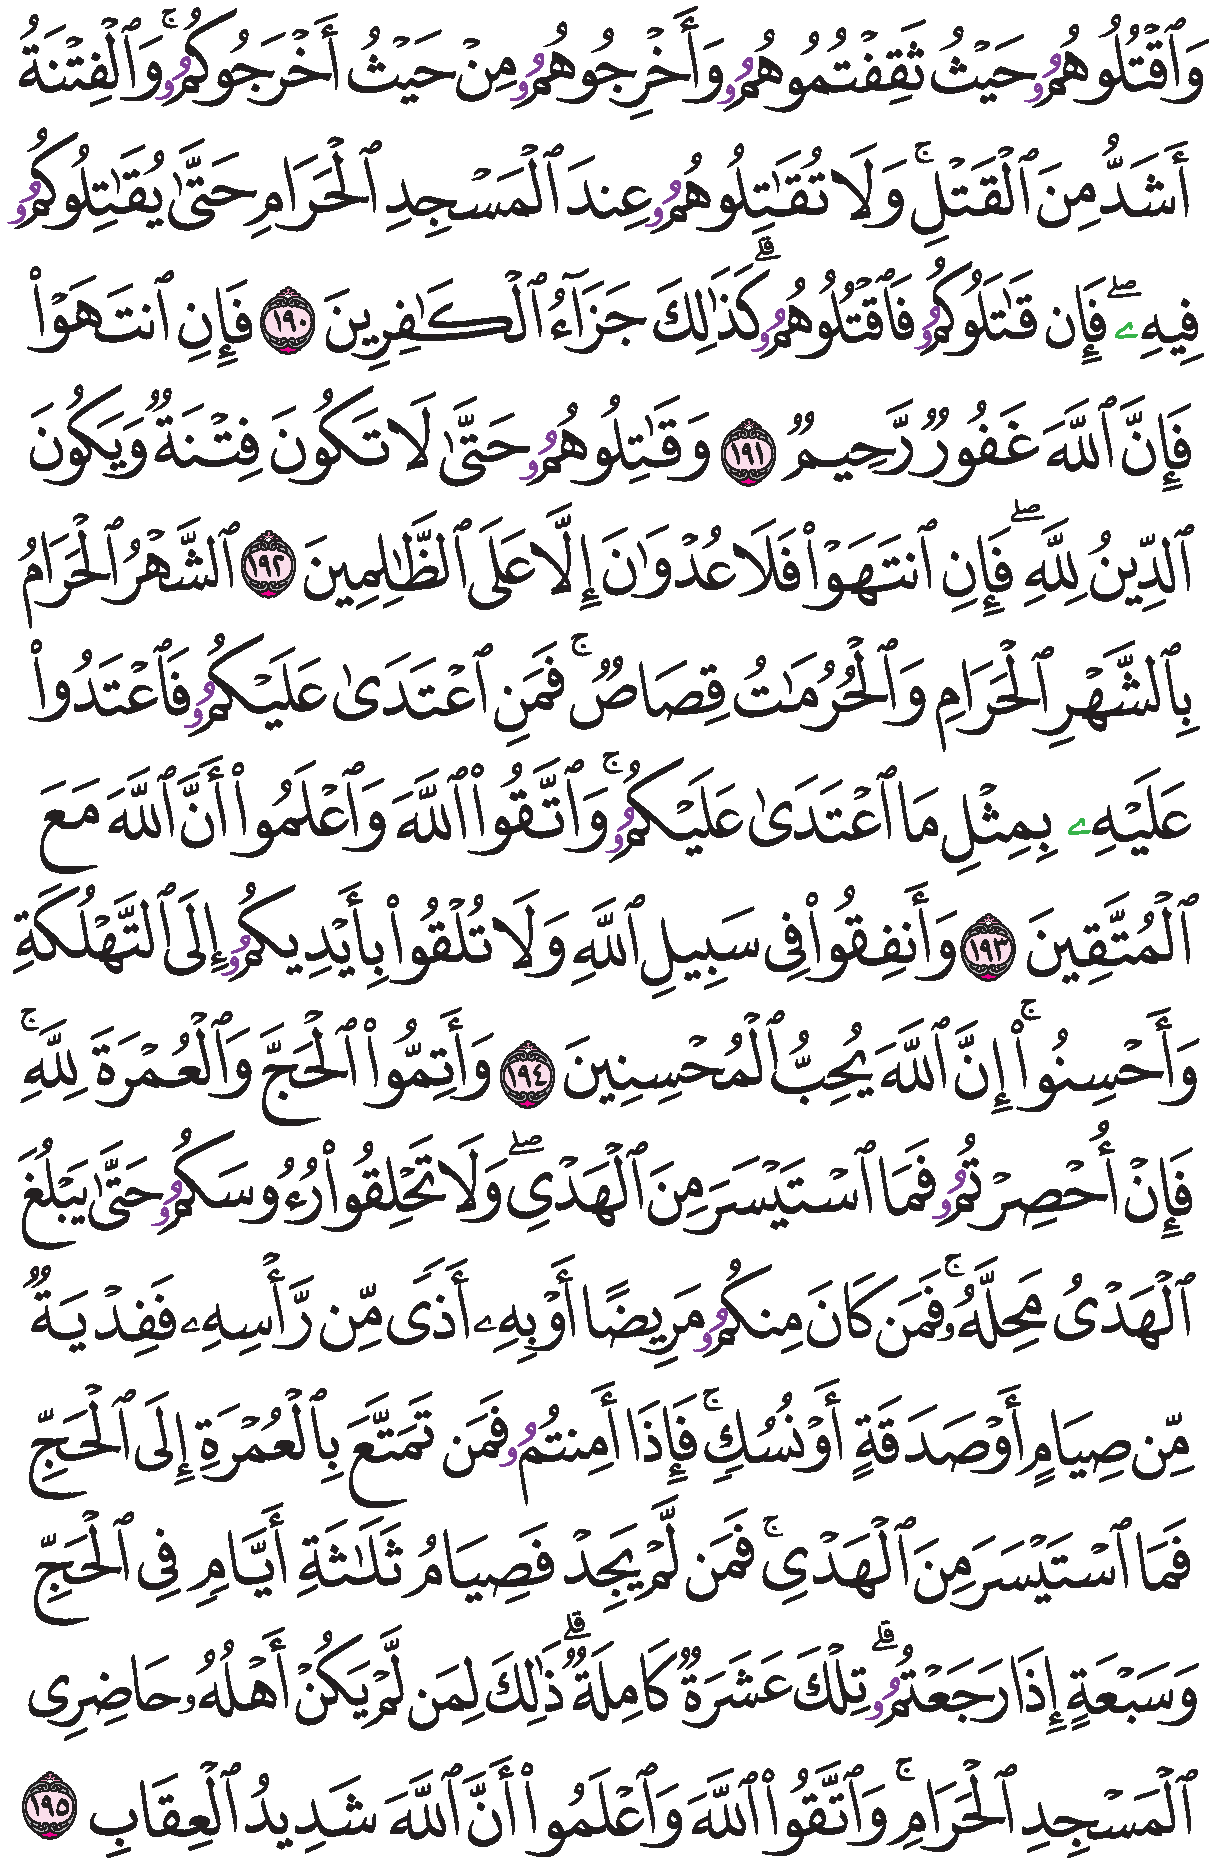 وَٱقۡتُلُوهُمُۥ حَيۡثُ ثَقِفۡتُمُوهُمُۥ وَأَخۡرِجُوهُمُۥ مِنۡ حَيۡثُ أَخۡرَجُوكُمُۥۚ وَٱلۡفِتۡنَةُ
أَشَدُّ مِنَ ٱلۡقَتۡلِۚ وَلَا تُقَٰتِلُوهُمُۥ عِندَ ٱلۡمَسۡجِدِ ٱلۡحَرَامِ حَتَّىٰ يُقَٰتِلُوكُمُۥ
فِيهِۦۖ فَإِن قَٰتَلُوكُمُۥ فَٱقۡتُلُوهُمُۥۗ كَذَٰلِكَ جَزَآءُ ٱلۡكَٰفِرِينَ ١٩٠ فَإِنِ ٱنتَهَوۡاْ
فَإِنَّ ٱللَّهَ غَفُورٞ رَّحِيمٞ ١٩١ وَقَٰتِلُوهُمُۥ حَتَّىٰ لَا تَكُونَ فِتۡنَةٞ وَيَكُونَ
ٱلدِّينُ لِلَّهِۖ فَإِنِ ٱنتَهَوۡاْ فَلَا عُدۡوَٰنَ إِلَّا عَلَى ٱلظَّٰلِمِينَ ١٩٢ ٱلشَّهۡرُ ٱلۡحَرَامُ
بِٱلشَّهۡرِ ٱلۡحَرَامِ وَٱلۡحُرُمَٰتُ قِصَاصٞۚ فَمَنِ ٱعۡتَدَىٰ عَلَيۡكُمُۥ فَٱعۡتَدُواْ
عَلَيۡهِۦ بِمِثۡلِ مَا ٱعۡتَدَىٰ عَلَيۡكُمُۥۚ وَٱتَّقُواْ ٱللَّهَ وَٱعۡلَمُواْ أَنَّ ٱللَّهَ مَعَ
ٱلۡمُتَّقِينَ ١٩٣ وَأَنفِقُواْ فِي سَبِيلِ ٱللَّهِ وَلَا تُلۡقُواْ بِأَيۡدِيكُمُۥ إِلَى ٱلتَّهۡلُكَةِ
وَأَحۡسِنُوٓاْۚ إِنَّ ٱللَّهَ يُحِبُّ ٱلۡمُحۡسِنِينَ ١٩٤ وَأَتِمُّواْ ٱلۡحَجَّ وَٱلۡعُمۡرَةَ لِلَّهِۚ
فَإِنۡ أُحۡصِرۡتُمُۥ فَمَا ٱسۡتَيۡسَرَ مِنَ ٱلۡهَدۡيِۖ وَلَا تَحۡلِقُواْ رُءُوسَكُمُۥ حَتَّىٰ يَبۡلُغَ
ٱلۡهَدۡيُ مَحِلَّهُۥۚ فَمَن كَانَ مِنكُمُۥ مَرِيضًا أَوۡ بِهِۦ أَذٗى مِّن رَّأۡسِهِۦ فَفِدۡيَةٞ
مِّن صِيَامٍ أَوۡ صَدَقَةٍ أَوۡ نُسُكٖۚ فَإِذَا أَمِنتُمُۥ فَمَن تَمَتَّعَ بِٱلۡعُمۡرَةِ إِلَى ٱلۡحَجِّ
فَمَا ٱسۡتَيۡسَرَ مِنَ ٱلۡهَدۡيِۚ فَمَن لَّمۡ يَجِدۡ فَصِيَامُ ثَلَٰثَةِ أَيَّامٖ فِي ٱلۡحَجِّ
وَسَبۡعَةٍ إِذَا رَجَعۡتُمُۥۗ تِلۡكَ عَشَرَةٞ كَامِلَةٞۗ ذَٰلِكَ لِمَن لَّمۡ يَكُنۡ أَهۡلُهُۥ حَاضِرِي
ٱلۡمَسۡجِدِ ٱلۡحَرَامِۚ وَٱتَّقُواْ ٱللَّهَ وَٱعۡلَمُواْ أَنَّ ٱللَّهَ شَدِيدُ ٱلۡعِقَابِ ١٩٥